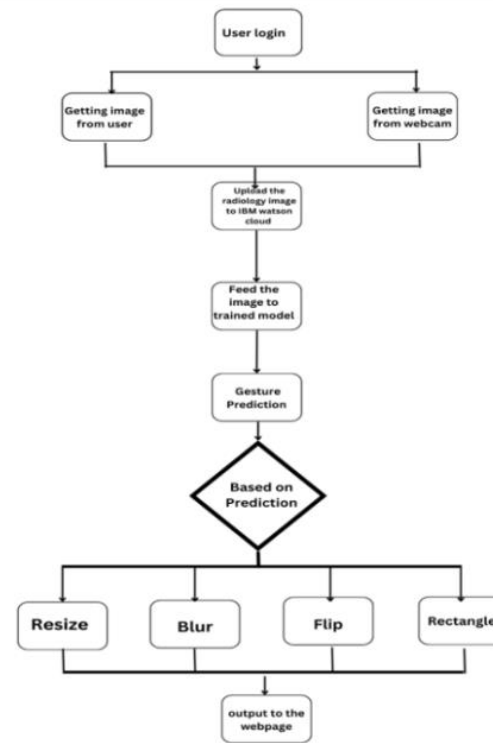 User login
Getting image
from user
Getting image
from webcam
Upload the
radiology image
to iBM watson
cloud
Feed the
image to
trained model
Gesture
Prediction
Based on
Prediction
Resize
Blur
Flip
Rectangle
output to the
webpage